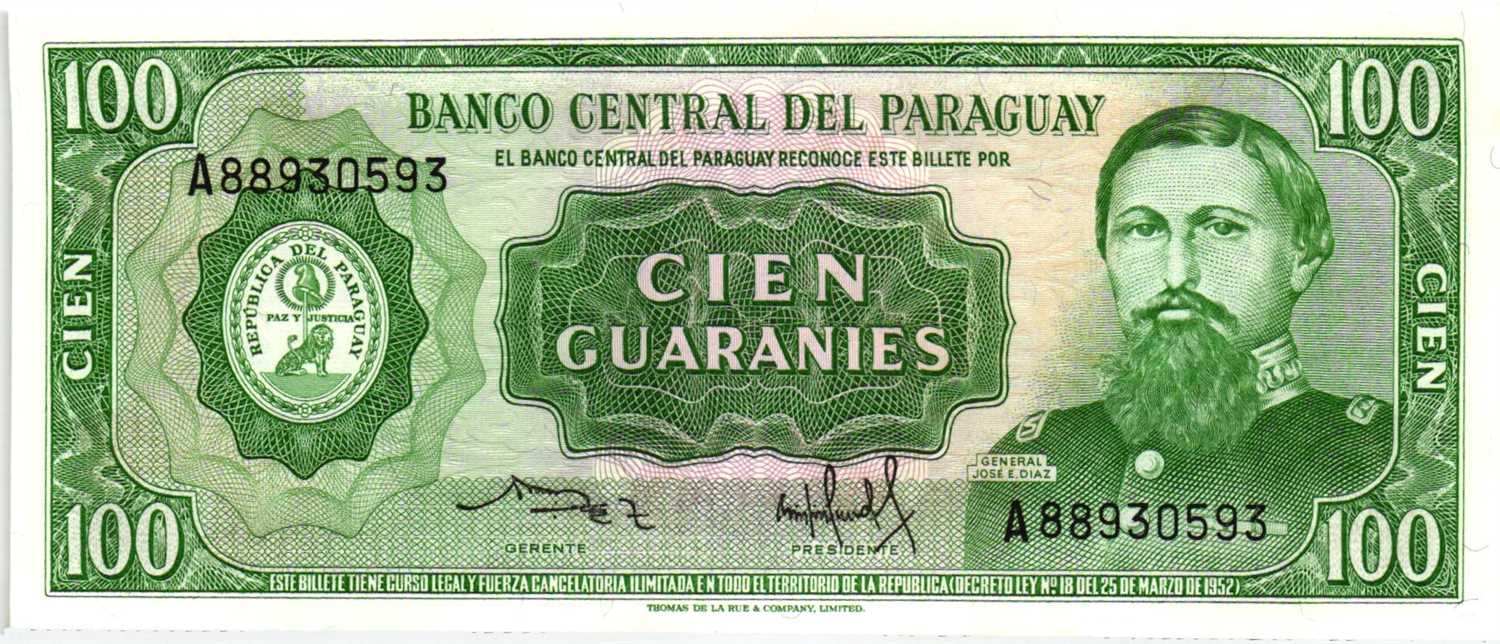 100
100
BANCO CENTRAL DEL PARAGUAY
EL BANCO CENTRAL DEL PARAGUAY RECONOCE ESTE BILLETE POR
A88930593
REPÚBLICA DEL PARAGUAY
PAZ Y JUSTICIA
CIEN
CIEN
GUARANIES
CIEN
GENERAL
JOSÉ E. DIAZ
A88930593
GERENTE
PRESIDENTE
100
100
ESTE BILLETE TIENE CURSO LEGAL Y FUERZA CANCELATORIA ILIMITADA EN TODO EL TERRITORIO DE LA REPUBLICA (DECRETO LEY Nº 18 DEL 25 DE MARZO DE 1952)
THOMAS DE LA RUE & COMPANY, LIMITED.